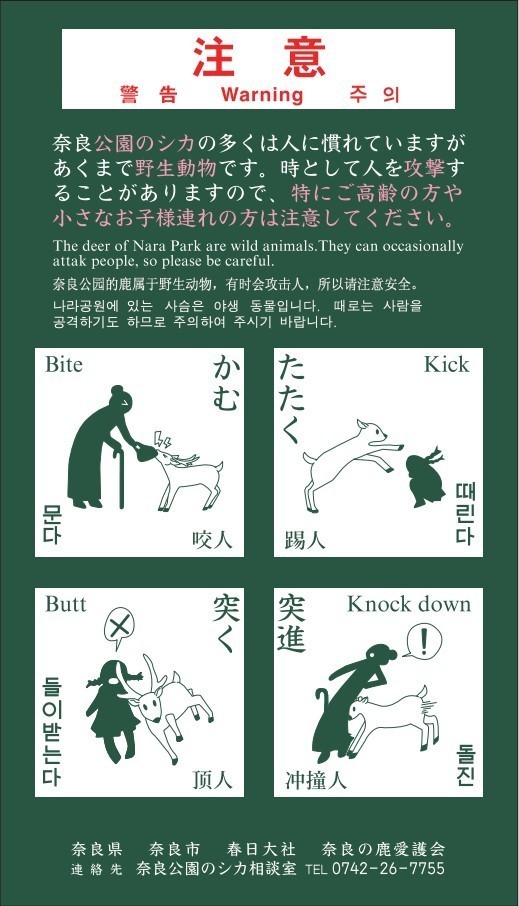 注 意
警 告 Warning 주 의
奈良公園のシカの多くは人に慣れていますが
あくまで野生動物です。時として人を攻撃す
ることがありますので、特にご高齢の方や
小さなお子様連れの方は注意してください。
The deer of Nara Park are wild animals.They can occasionally
attak people, so please be careful.
奈良公园的鹿属于野生动物，有时会攻击人，所以请注意安全。
나라공원에 있는 사슴은 야생 동물입니다. 때로는 사람을
공격하기도 하므로 주의하여 주시기 바랍니다.
Bite
かむ
문다
咬人
たたく
Kick
때린다
踢人
Butt
突く
들이받는다
顶人
突進
Knock down
!
돌진
冲撞人
奈良県 奈良市 春日大社 奈良の鹿愛護会
連絡先 奈良公園のシカ相談室 TEL 0742-26-7755